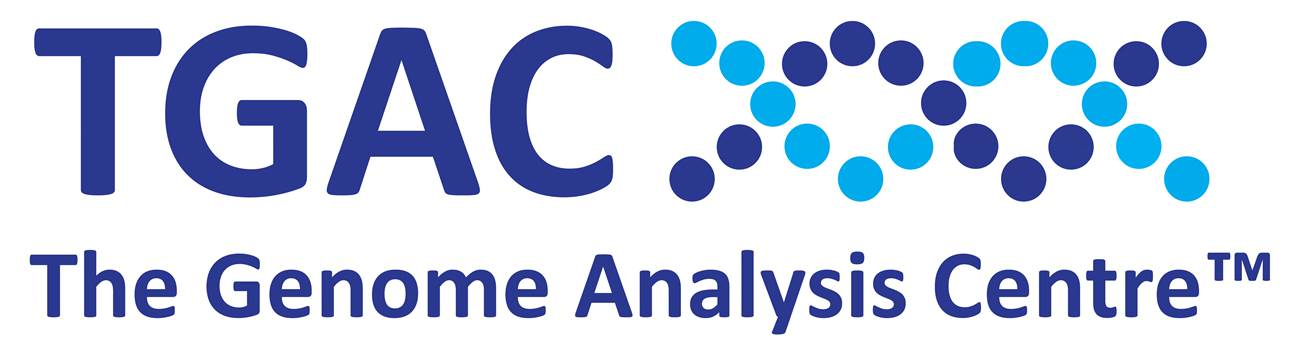 TGAC
The Genome Analysis Centre™